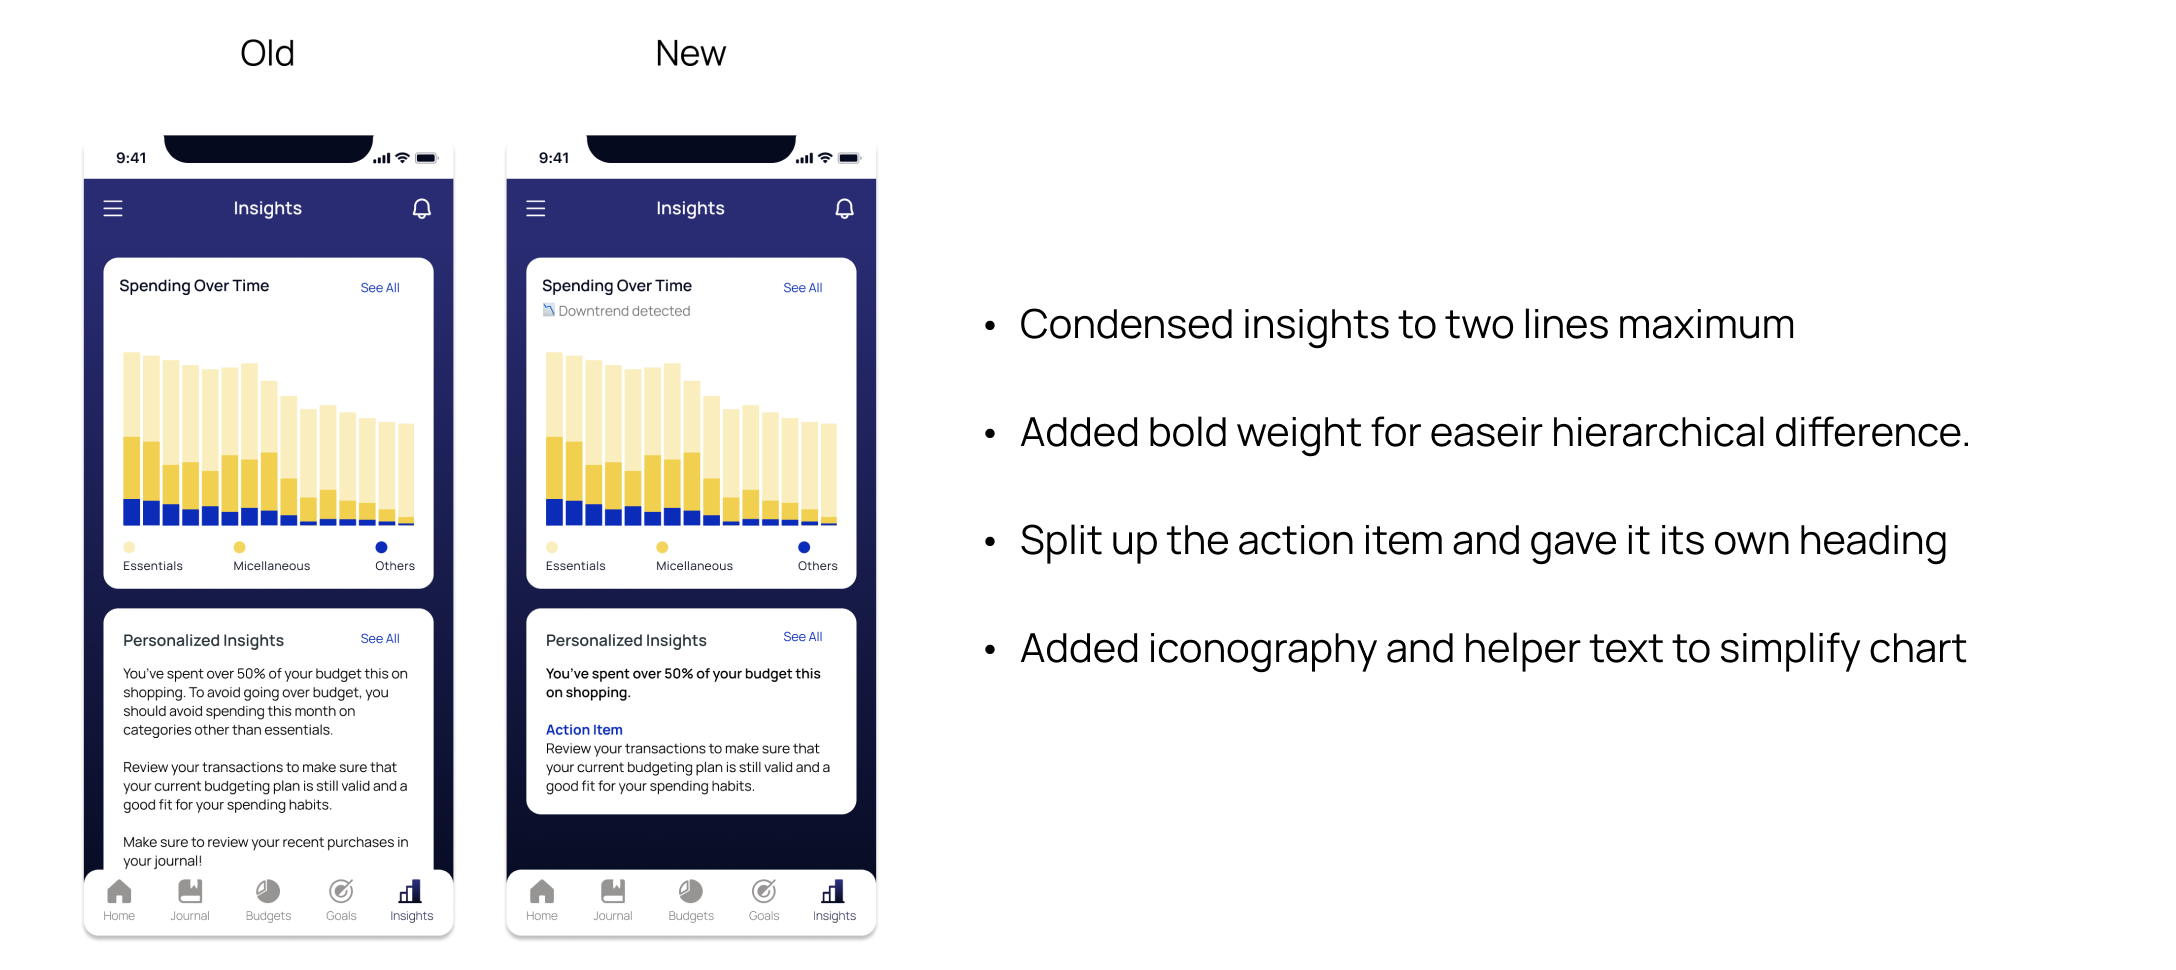 Old
New
9:41
Insights
Spending Over Time
See All
Essentials
Micellaneous
Others
Personalized Insights
See All
You've spent over 50% of your budget this on
shopping. To avoid going over budget, you
should avoid spending this month on
categories other than essentials.
Review your transactions to make sure that
your current budgeting plan is still valid and a
good fit for your spending habits.
Make sure to review your recent purchases in
your journal!
Home
Journal
Budgets
Goals
Insights
9:41
Insights
Spending Over Time
See All
Downtrend detected
Essentials
Micellaneous
Others
Personalized Insights
See All
You've spent over 50% of your budget this
on shopping.
Action Item
Review your transactions to make sure that
your current budgeting plan is still valid and a
good fit for your spending habits.
Home
Journal
Budgets
Goals
Insights
• Condensed insights to two lines maximum
• Added bold weight for easeir hierarchical difference.
• Split up the action item and gave it its own heading
• Added iconography and helper text to simplify chart